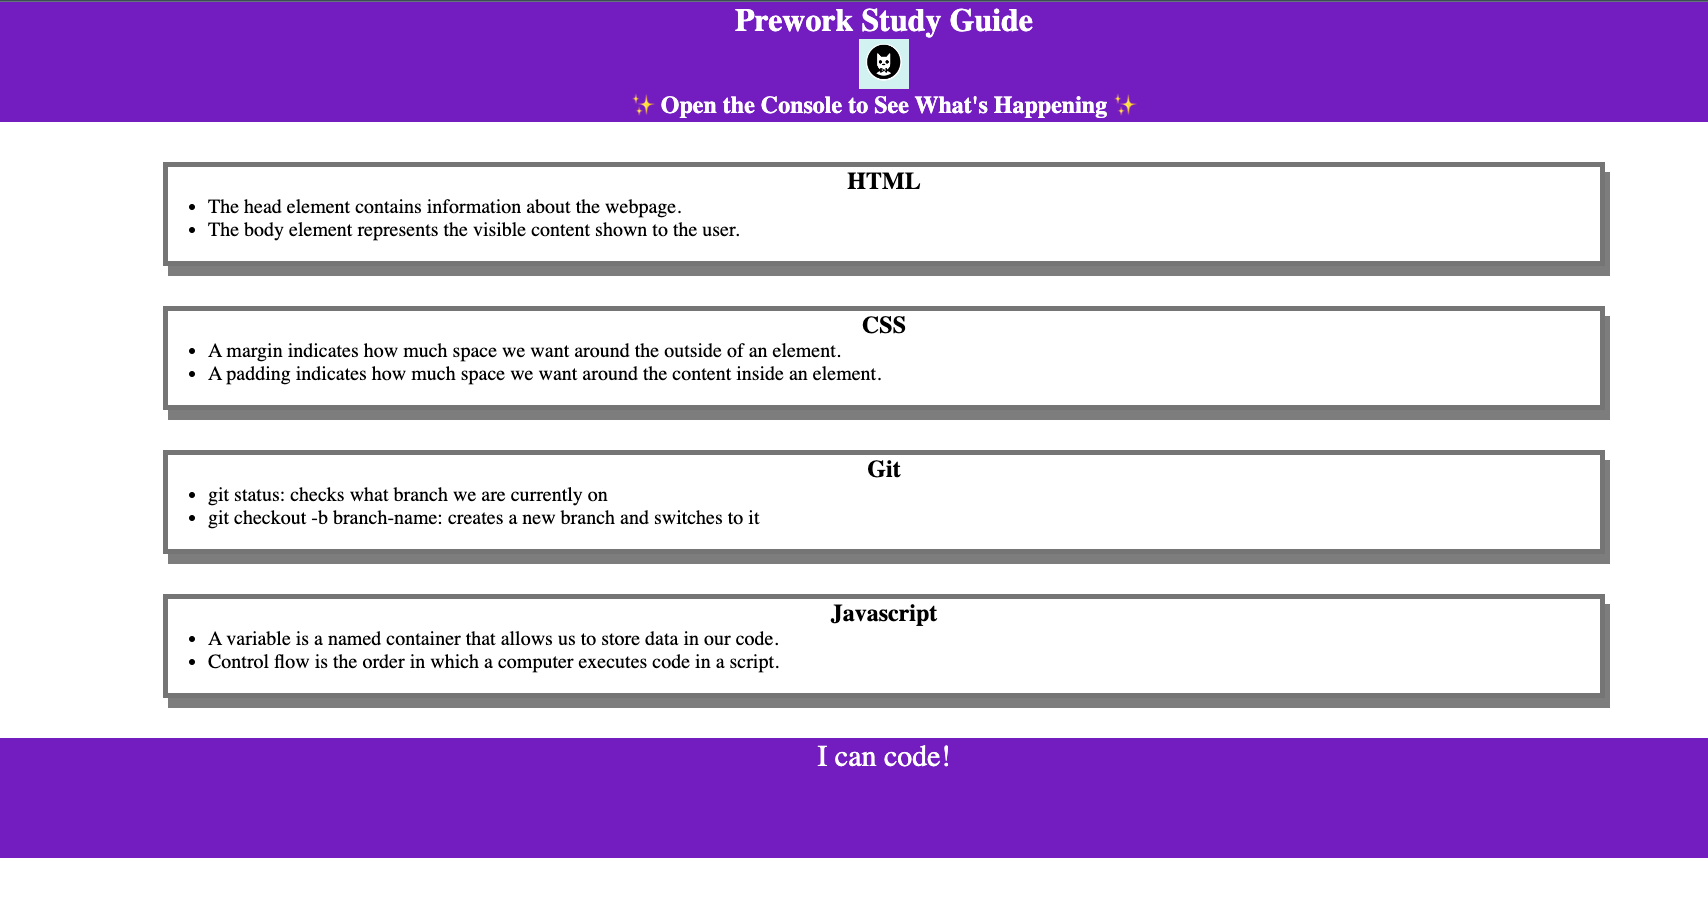 Prework Study Guide
✨ Open the Console to See What's Happening ✨
HTML
• The head element contains information about the webpage.
• The body element represents the visible content shown to the user.
CSS
• A margin indicates how much space we want around the outside of an element.
• A padding indicates how much space we want around the content inside an element.
Git
• git status: checks what branch we are currently on
• git checkout -b branch-name: creates a new branch and switches to it
Javascript
• A variable is a named container that allows us to store data in our code.
• Control flow is the order in which a computer executes code in a script.
I can code!